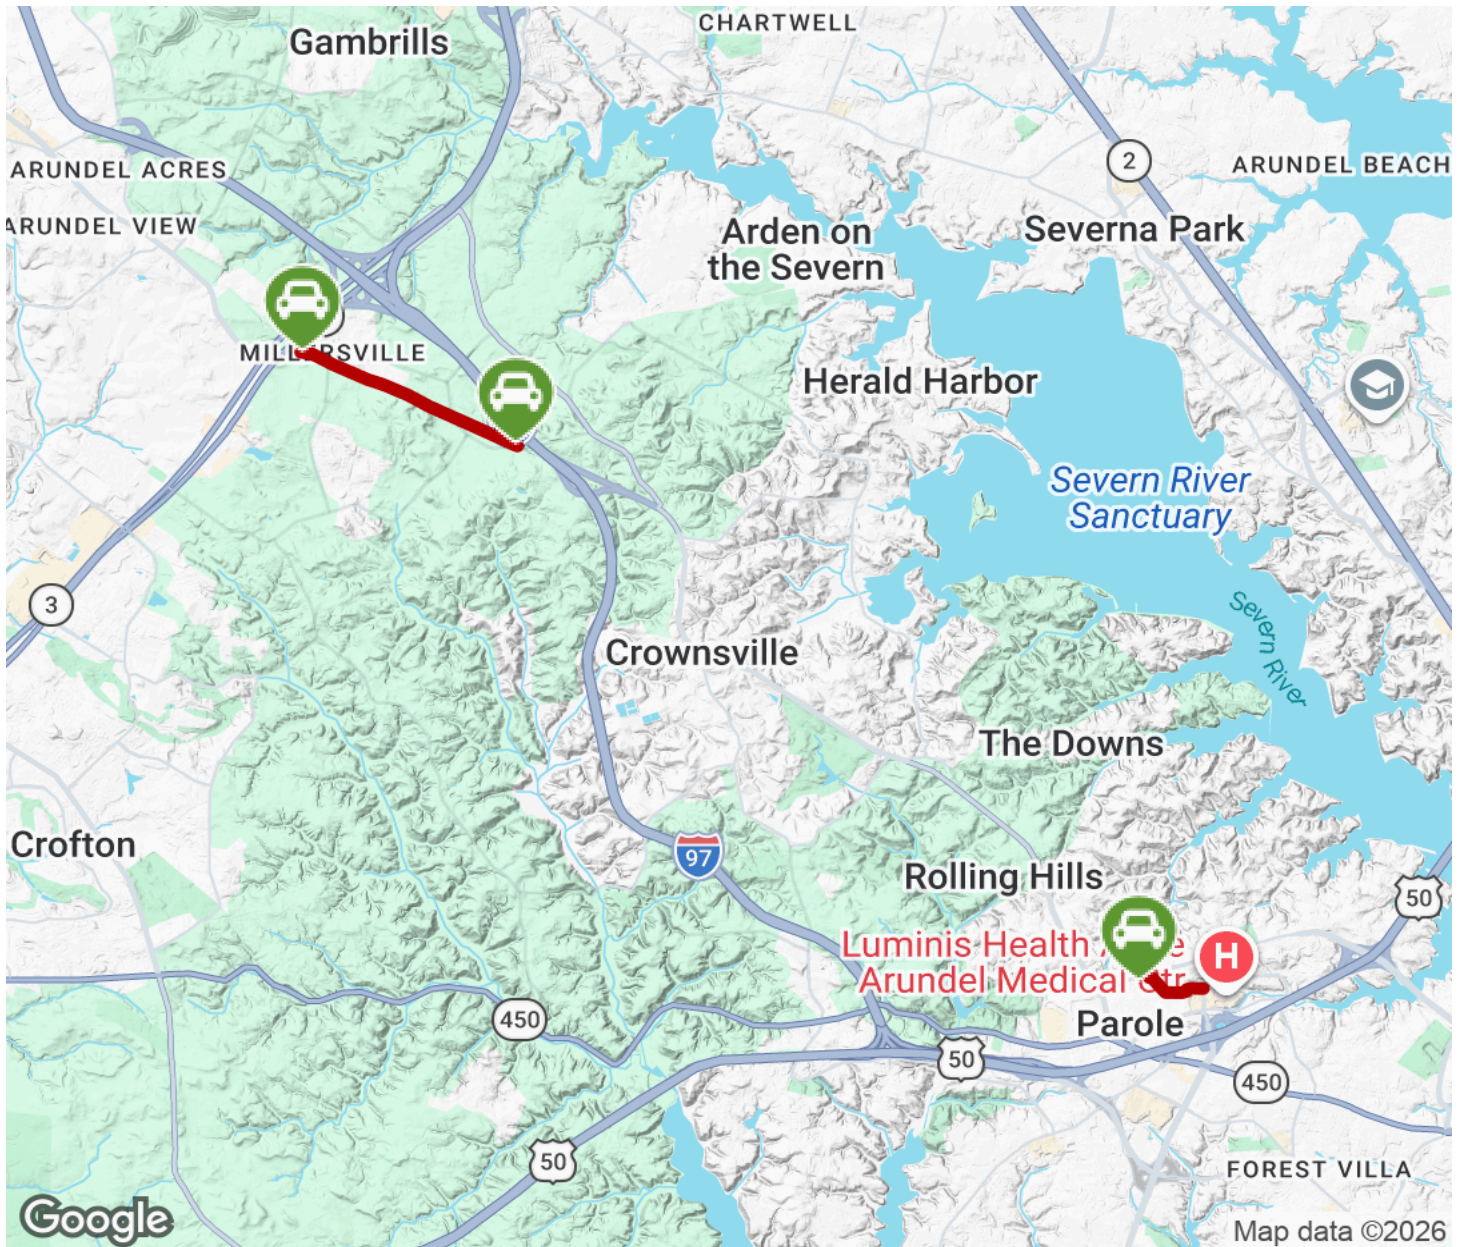 Gambrills
CHARTWELL
2
ARUNDEL ACRES
ARUNDEL BEACH
ARUNDEL VIEW
Arden on
the Severn
Severna Park
MILLERSVILLE
Herald Harbor
Severn River
Sanctuary
3
Severn River
Crownsville
The Downs
Crofton
97
Rolling Hills
50
Luminis Health
Arundel Medical Ctr
H
450
Parole
50
450
50
FOREST VILLA
Google
Map data ©2026